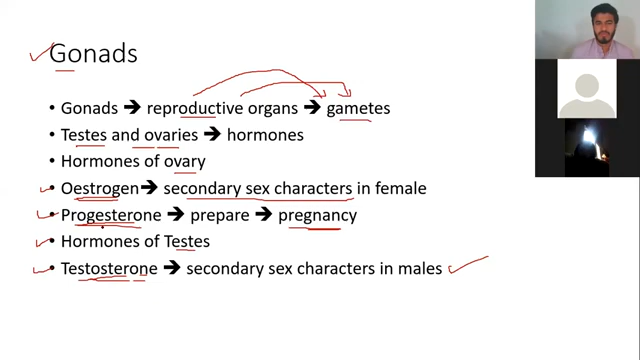 Gonads
Gonads → reproductive organs → gametes
Testes and ovaries → hormones
Hormones of ovary
Oestrogen → secondary sex characters in female
Progesterone → prepare → pregnancy
Hormones of Testes
Testosterone → secondary sex characters in males